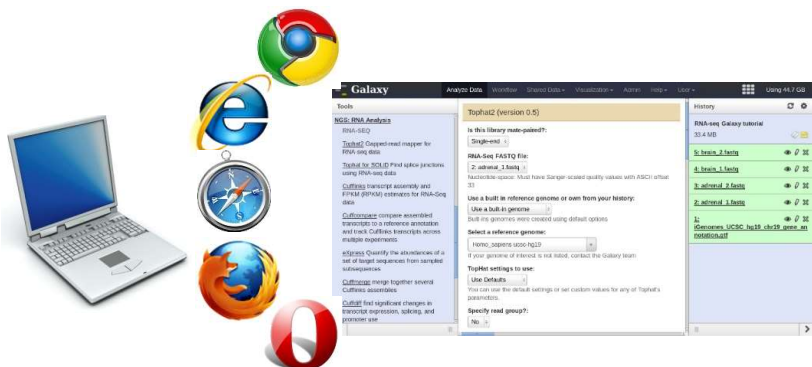 Galaxy
Analyze Data Workflow Shared Data Visualization Admin Help User Using 44.7 GB
Tools
NGS: RNA Analysis
RNA-SEQ
Tophat2 Gapped-read mapper for
RNA-seq data
Tophat for SOLiD Find splice junctions
using RNA-seq data
Cufflinks transcript assembly and
FPKM (RPKM) estimates for RNA-Seq
data
Cuffcompare compare assembled
transcripts to a reference annotation
and track Cufflinks transcripts across
multiple experiments
eXpress Quantify the abundances of a
set of target sequences from sampled
subsequences
Cuffmerge merge together several
Cufflinks assemblies
Cuffdiff find significant changes in
transcript expression, splicing, and
promoter use
Tophat2 (version 0.5)
Is this library mate-paired?:
Single-end
RNA-Seq FASTQ file:
2: adrenal_1.fastq
Nucleotide-space: Must have Sanger-scaled quality values with ASCII offset
33
Use a built in reference genome or own from your history:
Use a built-in genome
Built-ins genomes were created using default options
Select a reference genome:
Homo_sapiens ucsc-hg19
If your genome of interest is not listed, contact the Galaxy team
TopHat settings to use:
Use Defaults
You can use the default settings or set custom values for any of Tophat's
parameters.
Specify read group?:
No
History
RNA-seq Galaxy tutorial
33.4 MB
5: brain_2.fastq
4: brain_1.fastq
3: adrenal_2.fastq
2: adrenal_1.fastq
1:
iGenomes_UCSC_hg19_chr19_gene_an
notation.gtf